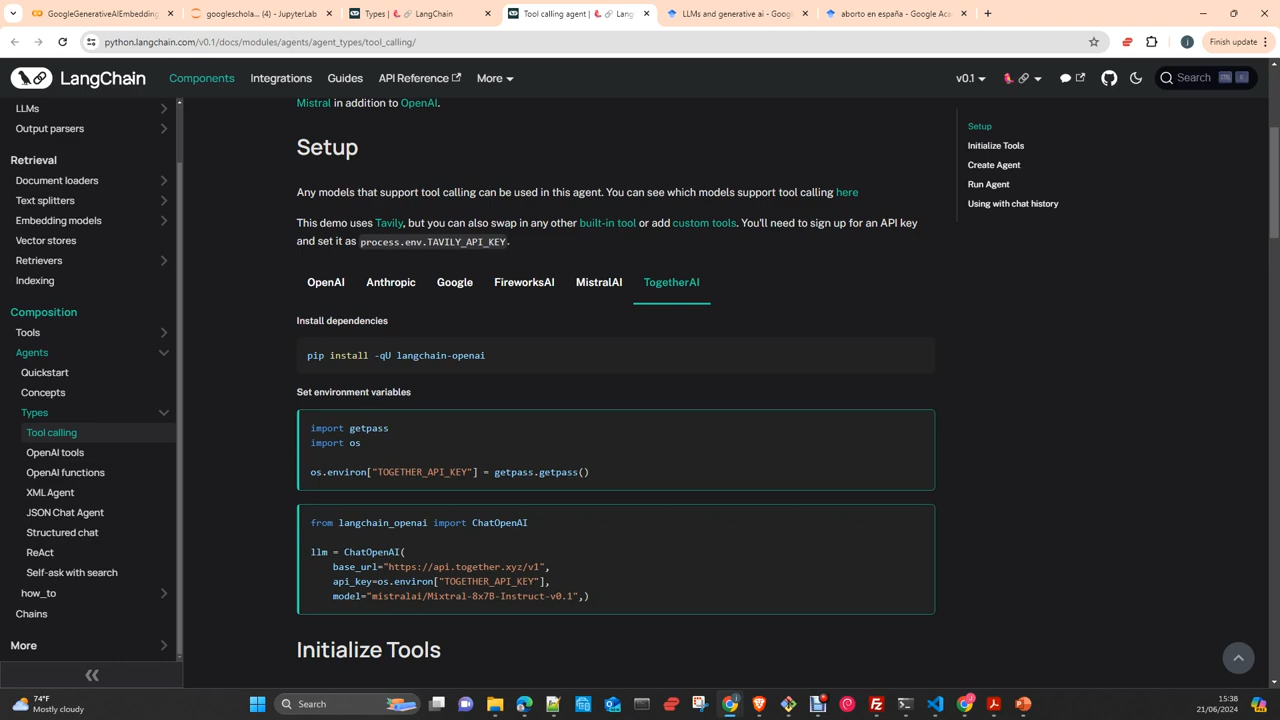 GoogleGenerativeAIEmbedding
googlescholar... (4) - JupyterLab
Types | LangChain
Tool calling agent | Lang
LLMs and generative ai - Goog
aborto en españa - Google Aca
python.langchain.com/v0.1/docs/modules/agents/agent_types/tool_calling/
Finish update
LangChain
Components
Integrations
Guides
API Reference
More
v0.1
Search
K
LLMs
Output parsers
Retrieval
Document loaders
Text splitters
Embedding models
Vector stores
Retrievers
Indexing
Composition
Tools
Agents
Quickstart
Concepts
Types
Tool calling
OpenAI tools
OpenAI functions
XML Agent
JSON Chat Agent
Structured chat
ReAct
Self-ask with search
how_to
Chains
More
Mistral in addition to OpenAI.
Setup
Any models that support tool calling can be used in this agent. You can see which models support tool calling here
This demo uses Tavily, but you can also swap in any other built-in tool or add custom tools. You'll need to sign up for an API key
and set it as process.env.TAVILY_API_KEY.
OpenAI Anthropic Google FireworksAI MistralAI TogetherAI
Install dependencies
pip install -qU langchain-openai
Set environment variables
import getpass
import os
os.environ["TOGETHER_API_KEY"] = getpass.getpass()
from langchain_openai import ChatOpenAI
llm = ChatOpenAI(
base_url="https://api.together.xyz/v1",
api_key=os.environ["TOGETHER_API_KEY"],
model="mistralai/Mixtral-8x7B-Instruct-v0.1",)
Initialize Tools
Setup
Initialize Tools
Create Agent
Run Agent
Using with chat history
74°F
Mostly cloudy
Search
15:38
21/06/2024